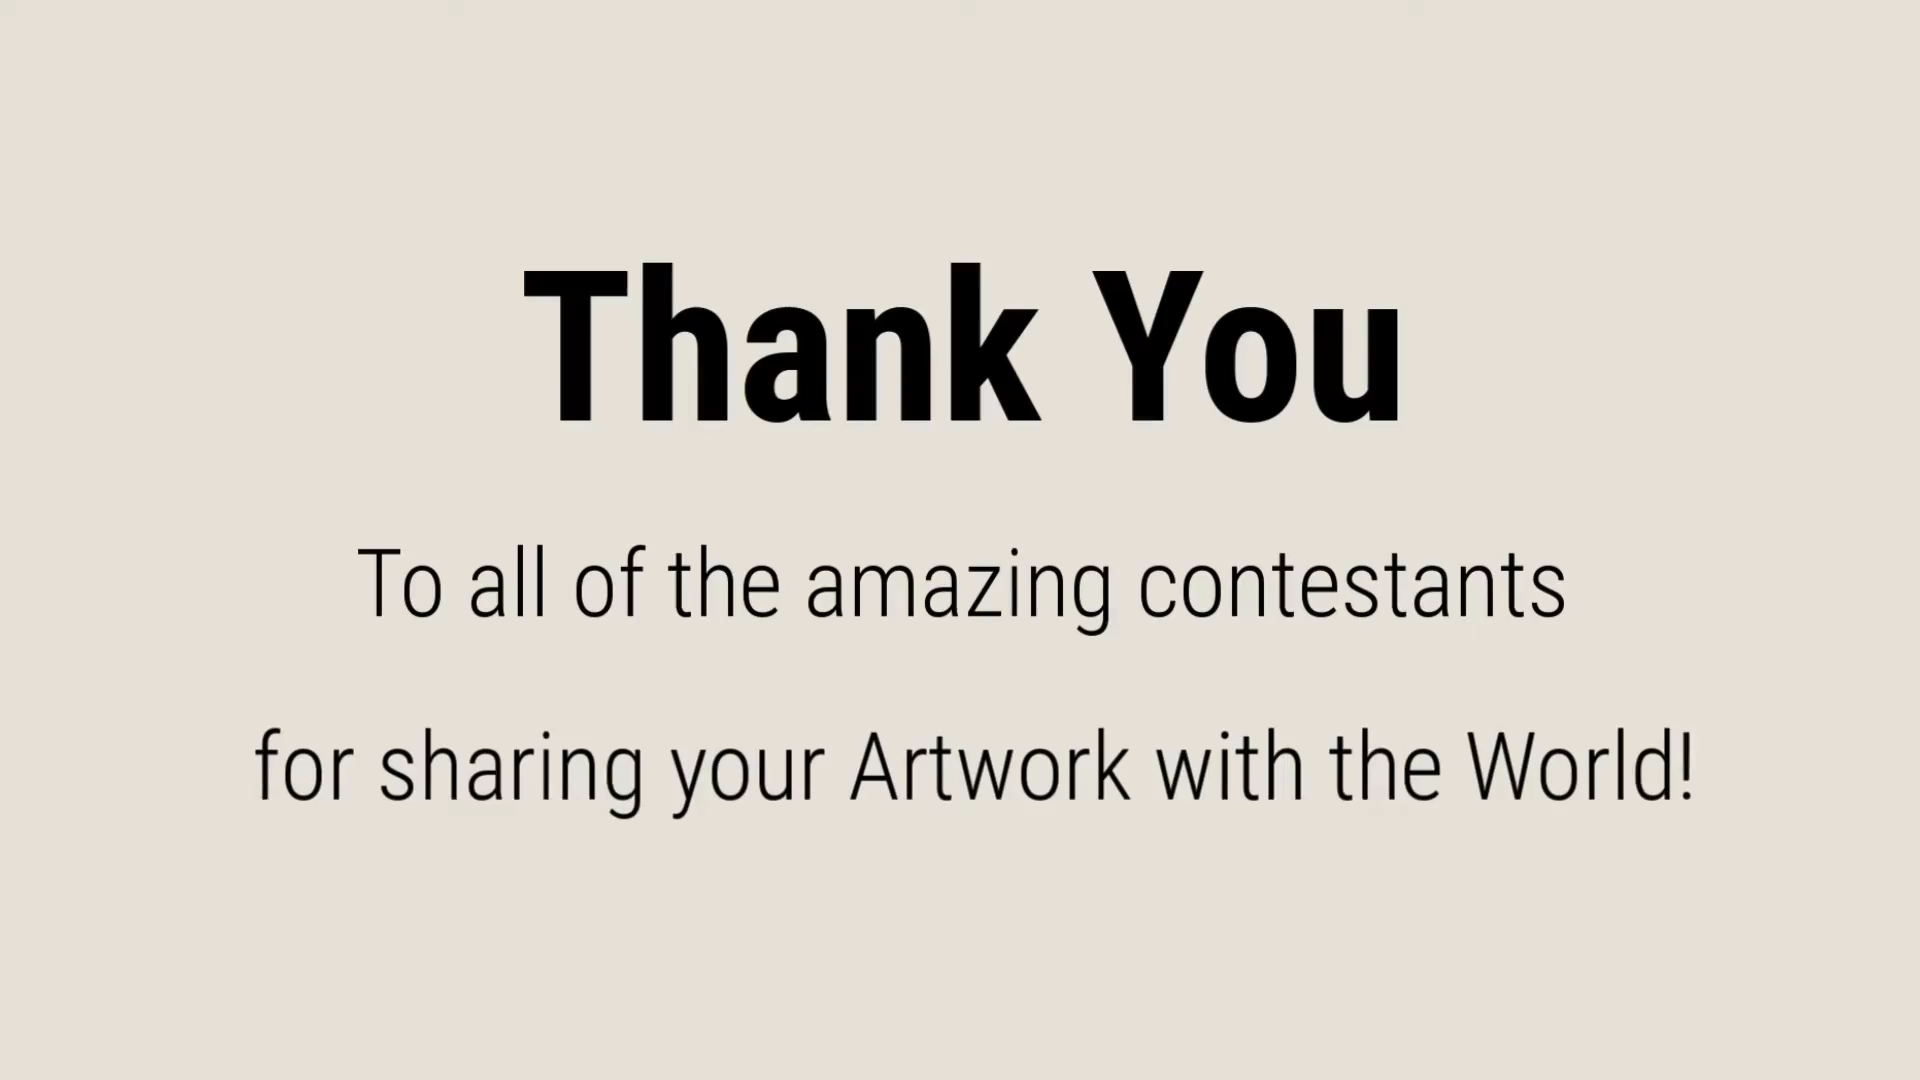 Thank You
To all of the amazing contestants
for sharing your Artwork with the World!